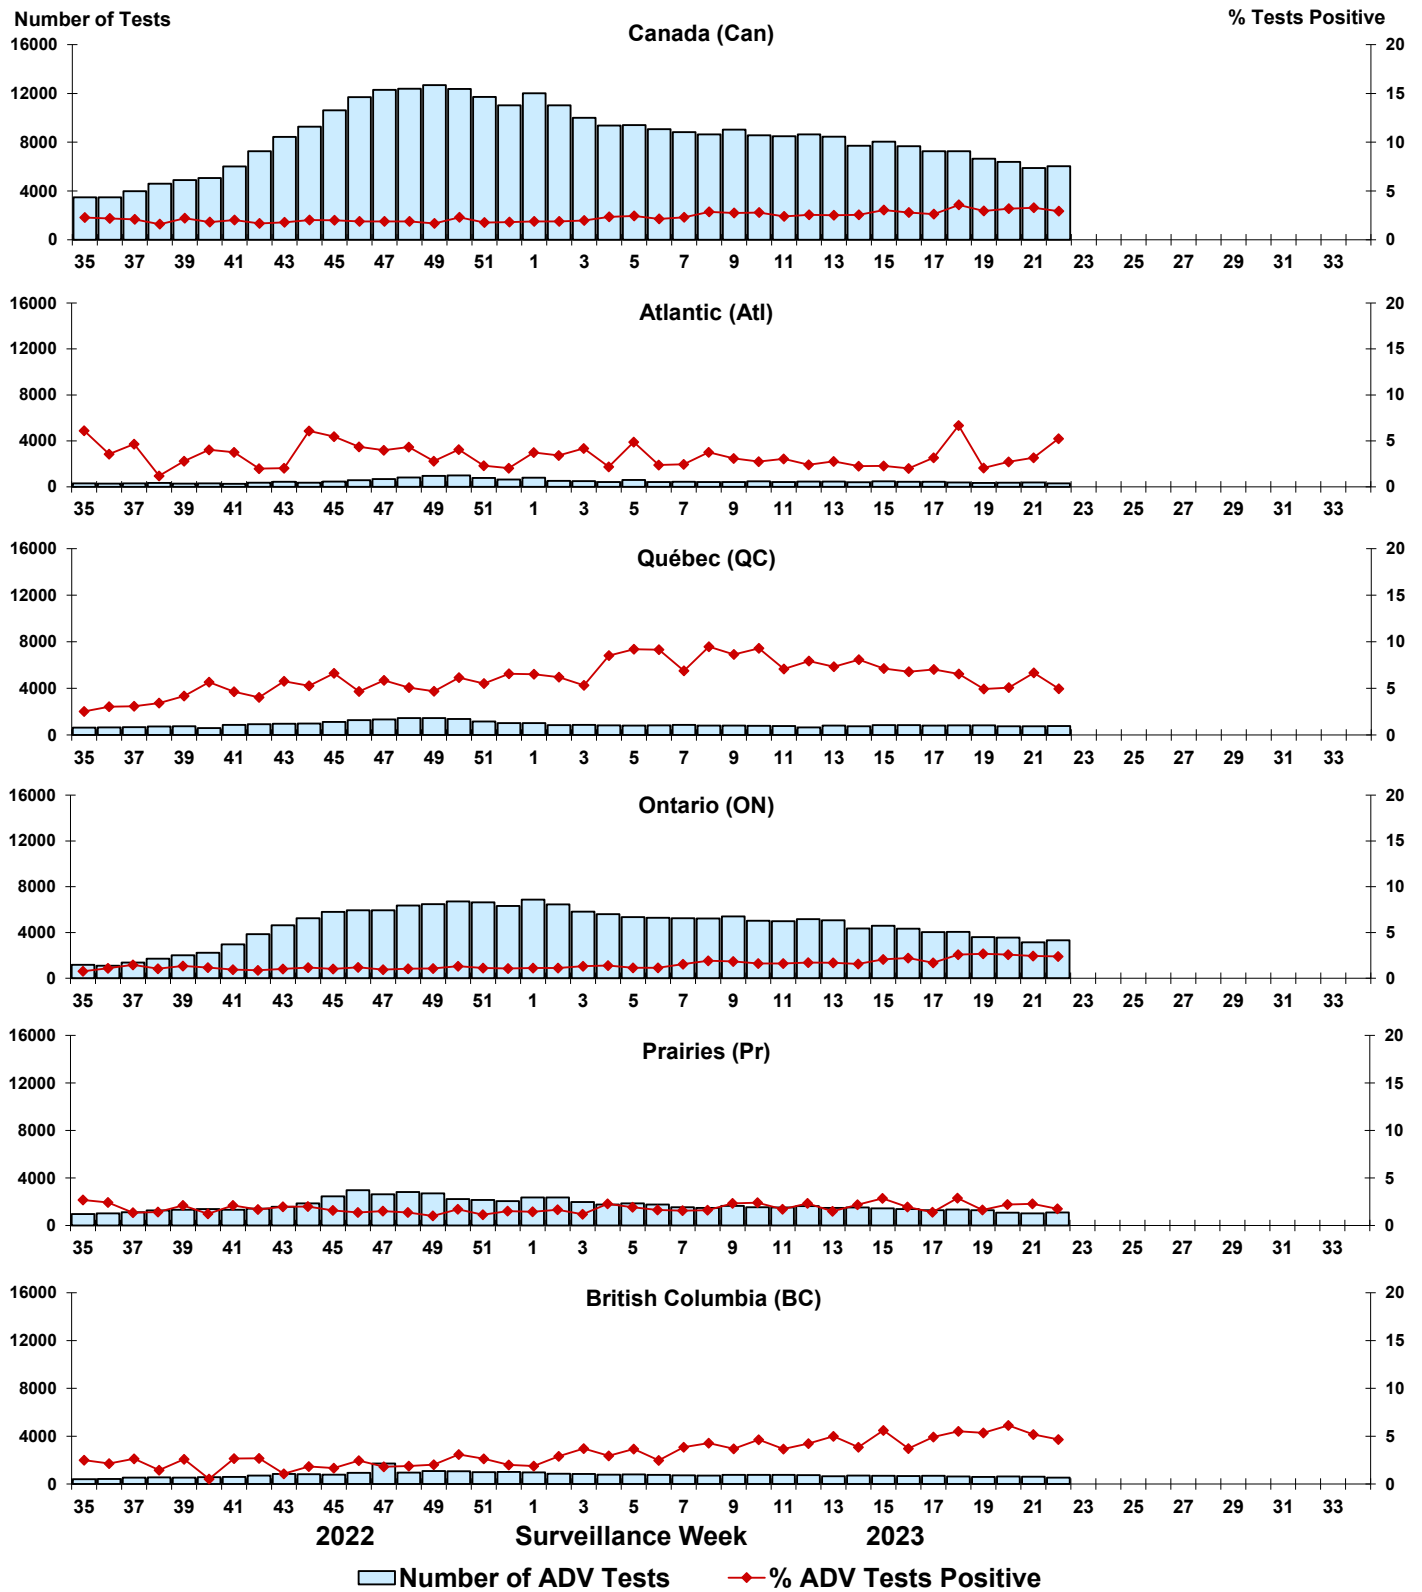 Number of Tests % Tests Positive
Canada (Can)
16000 20
12000 15
8000 10
4000 5
0 0
35 37 39 41 43 45 47 49 51 1 3 5 7 9 11 13 15 17 19 21 23 25 27 29 31 33
Atlantic (Atl)
16000 20
12000 15
8000 10
4000 5
0 0
35 37 39 41 43 45 47 49 51 1 3 5 7 9 11 13 15 17 19 21 23 25 27 29 31 33
Québec (QC)
16000 20
12000 15
8000 10
4000 5
0 0
35 37 39 41 43 45 47 49 51 1 3 5 7 9 11 13 15 17 19 21 23 25 27 29 31 33
Ontario (ON)
16000 20
12000 15
8000 10
4000 5
0 0
35 37 39 41 43 45 47 49 51 1 3 5 7 9 11 13 15 17 19 21 23 25 27 29 31 33
Prairies (Pr)
16000 20
12000 15
8000 10
4000 5
0 0
35 37 39 41 43 45 47 49 51 1 3 5 7 9 11 13 15 17 19 21 23 25 27 29 31 33
British Columbia (BC)
16000 20
12000 15
8000 10
4000 5
0 0
35 37 39 41 43 45 47 49 51 1 3 5 7 9 11 13 15 17 19 21 23 25 27 29 31 33
2022 Surveillance Week 2023
Number of ADV Tests % ADV Tests Positive